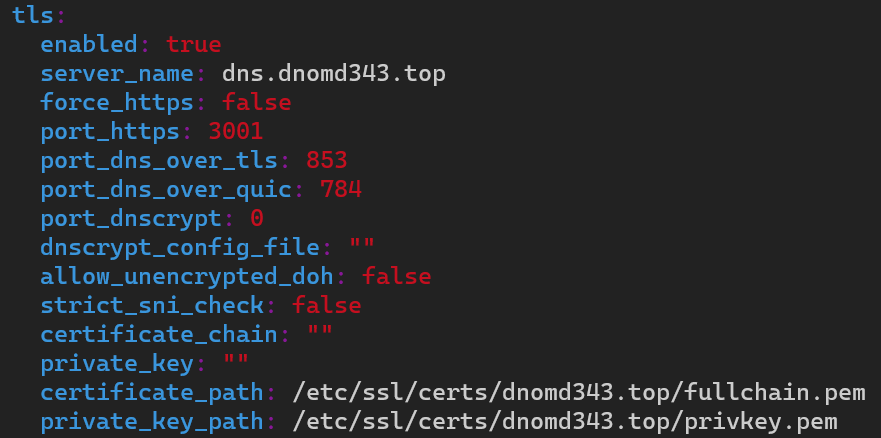 tls:
  enabled: true
  server_name: dns.dnomd343.top
  force_https: false
  port_https: 3001
  port_dns_over_tls: 853
  port_dns_over_quic: 784
  port_dnscrypt: 0
  dnscrypt_config_file: ""
  allow_unencrypted_doh: false
  strict_sni_check: false
  certificate_chain: ""
  private_key: ""
  certificate_path: /etc/ssl/certs/dnomd343.top/fullchain.pem
  private_key_path: /etc/ssl/certs/dnomd343.top/privkey.pem